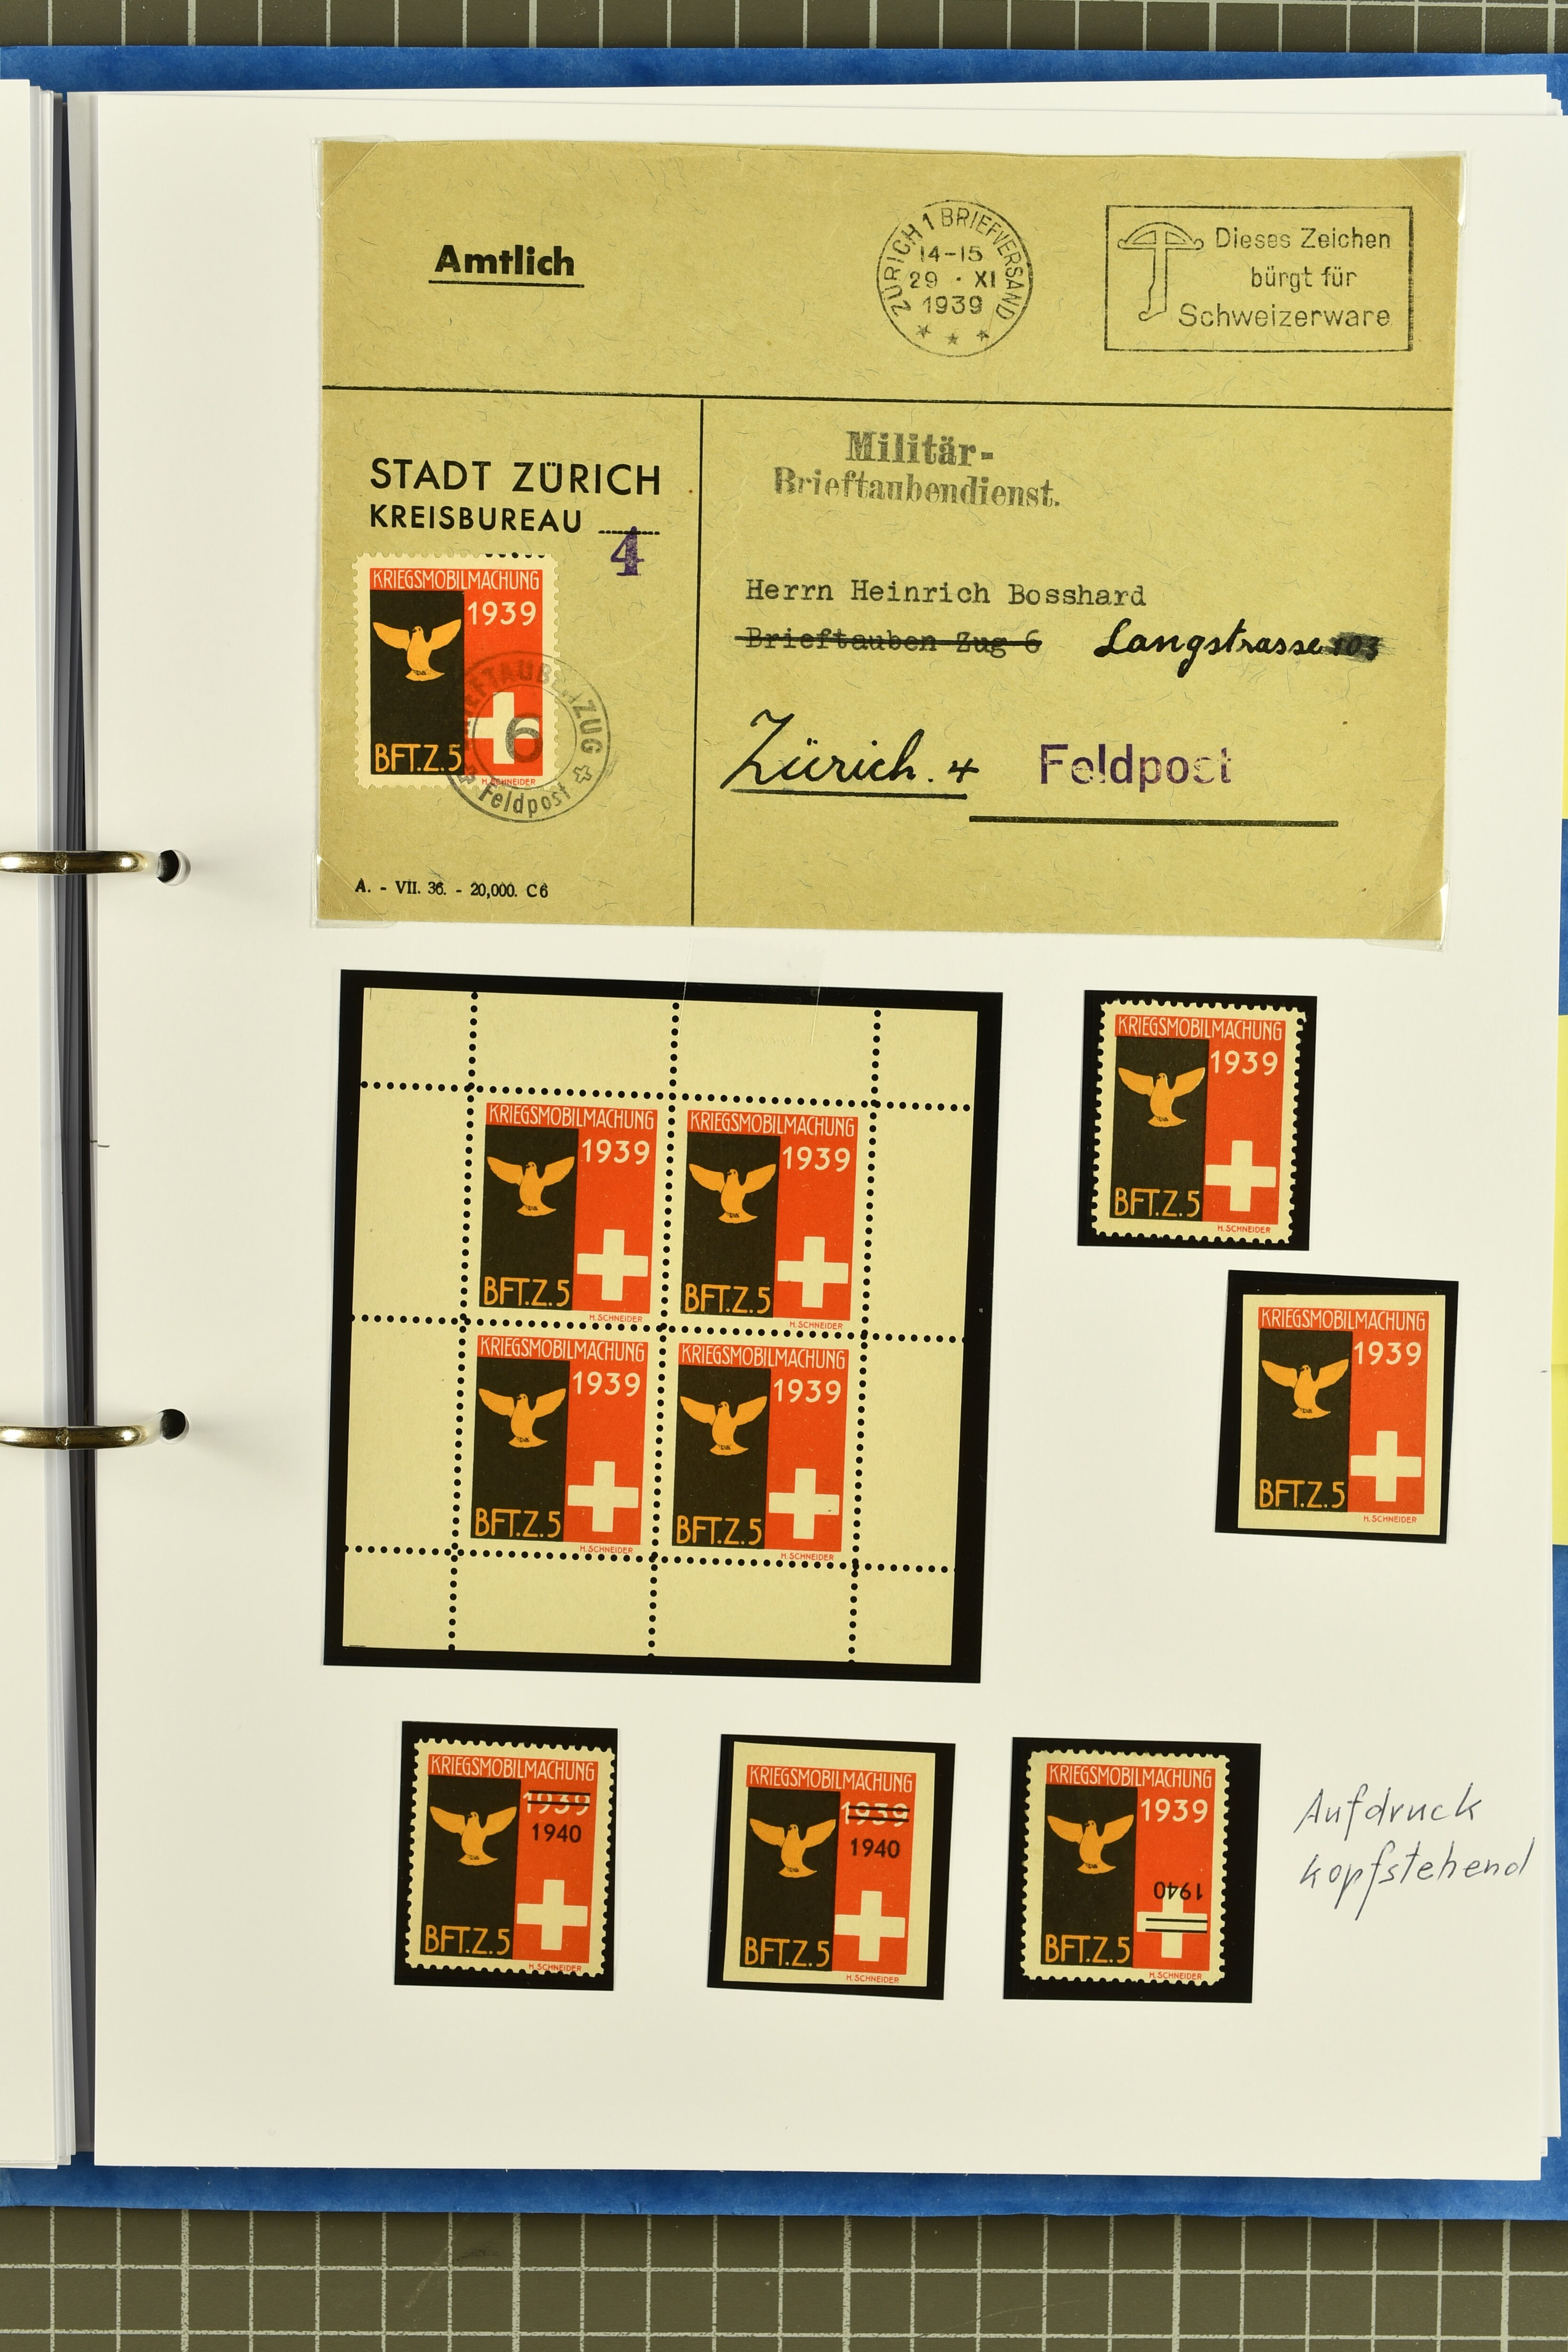 Amtlich
ZÜRICH 1 BRIEFVERSAND
14-15
29 · XI
1939
Dieses Zeichen
bürgt für
Schweizerware
STADT ZÜRICH
KREISBUREAU
4
Militär-
Brieftaubendienst.
Herrn Heinrich Bosshard
Brieftauben Zug 6 Langstrasse 103
Zürich. 4 Feldpost
KRIEGSMOBILMACHUNG
1939
BFT.Z.5
H. SCHNEIDER
BRIEFTAUBENZUG
6
Feldpost
A. - VII. 36. - 20,000. C6
KRIEGSMOBILMACHUNG
1939
BFT.Z.5
H. SCHNEIDER
KRIEGSMOBILMACHUNG
1939
BFT.Z.5
H. SCHNEIDER
KRIEGSMOBILMACHUNG
1939
BFT.Z.5
H. SCHNEIDER
KRIEGSMOBILMACHUNG
1939
BFT.Z.5
H. SCHNEIDER
KRIEGSMOBILMACHUNG
1939
BFT.Z.5
H. SCHNEIDER
KRIEGSMOBILMACHUNG
1939
BFT.Z.5
H. SCHNEIDER
KRIEGSMOBILMACHUNG
1939
1940
BFT.Z.5
H. SCHNEIDER
KRIEGSMOBILMACHUNG
1939
1940
BFT.Z.5
H. SCHNEIDER
KRIEGSMOBILMACHUNG
1939
1940
BFT.Z.5
H. SCHNEIDER
Aufdruck
kopfstehend